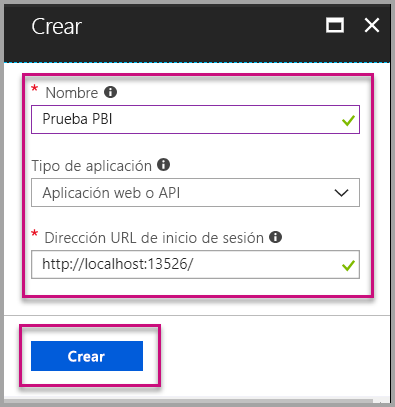 Crear
* Nombre
Prueba PBI
Tipo de aplicación
Aplicación web o API
* Dirección URL de inicio de sesión
http://localhost:13526/
Crear